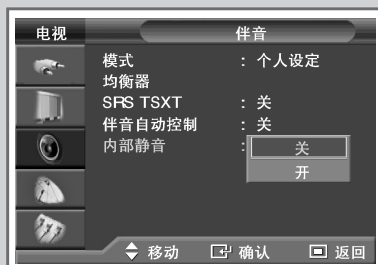 电视
伴音
模式 : 个人设定
均衡器
SRS TSXT : 关
伴音自动控制 : 关
内部静音 : 关
开
移动 确认 返回